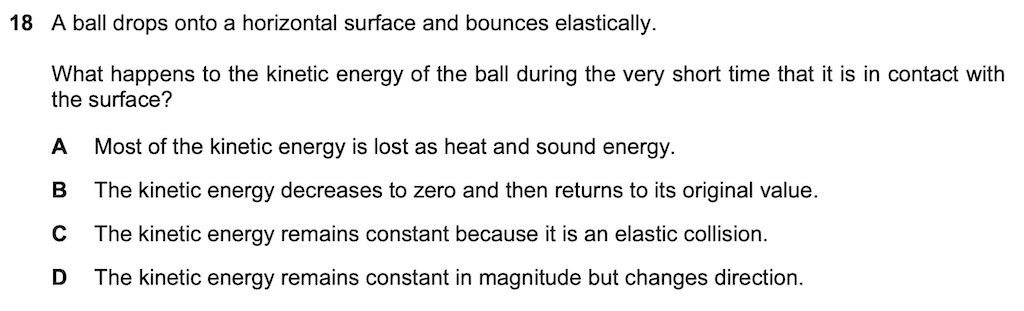 18 A ball drops onto a horizontal surface and bounces elastically.
What happens to the kinetic energy of the ball during the very short time that it is in contact with
the surface?
A Most of the kinetic energy is lost as heat and sound energy.
B The kinetic energy decreases to zero and then returns to its original value.
C The kinetic energy remains constant because it is an elastic collision.
D The kinetic energy remains constant in magnitude but changes direction.